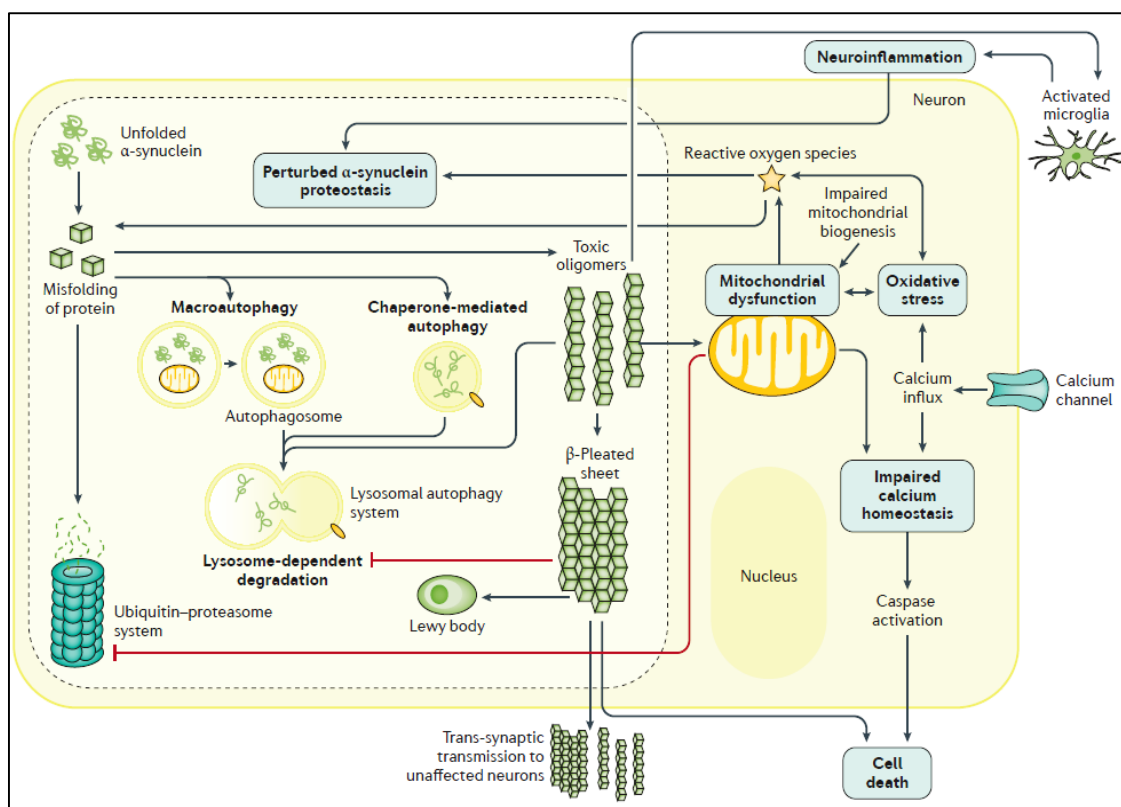 Neuroinflammation
Neuron
Activated
microglia
Unfolded
α-synuclein
Perturbed α-synuclein
proteostasis
Reactive oxygen species
Impaired
mitochondrial
biogenesis
Misfolding
of protein
Toxic
oligomers
Macroautophagy
Chaperone-mediated
autophagy
Mitochondrial
dysfunction
Oxidative
stress
Autophagosome
Calcium
influx
Calcium
channel
β-Pleated
sheet
Lysosomal autophagy
system
Impaired
calcium
homeostasis
Lysosome-dependent
degradation
Nucleus
Lewy body
Ubiquitin–proteasome
system
Caspase
activation
Trans-synaptic
transmission to
unaffected neurons
Cell
death